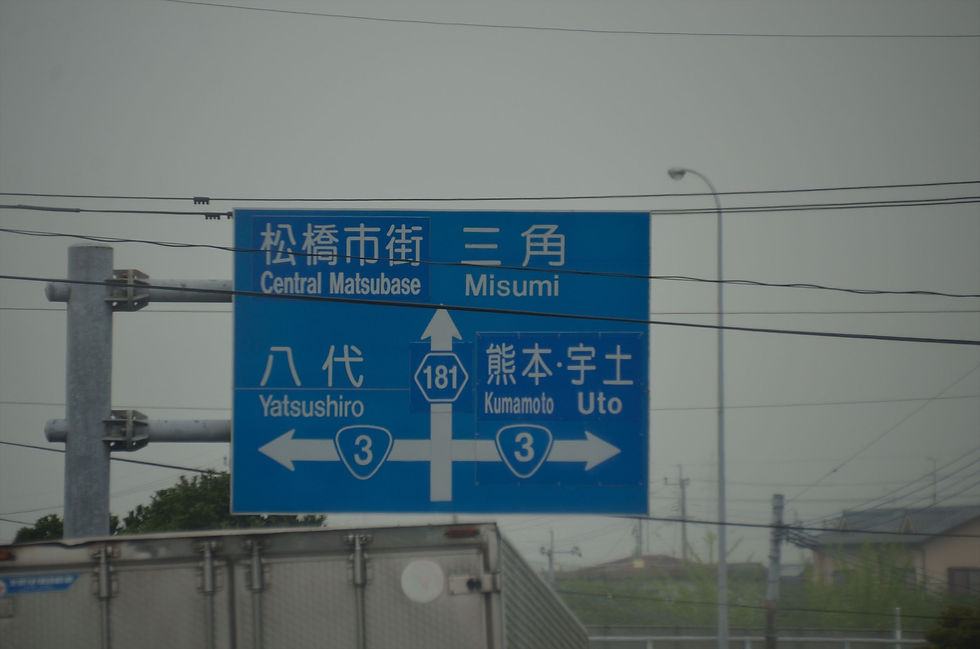 松橋市街 三角
Central Matsubase Misumi
八代 181 熊本・宇土
Yatsushiro Kumamoto Uto
3 3